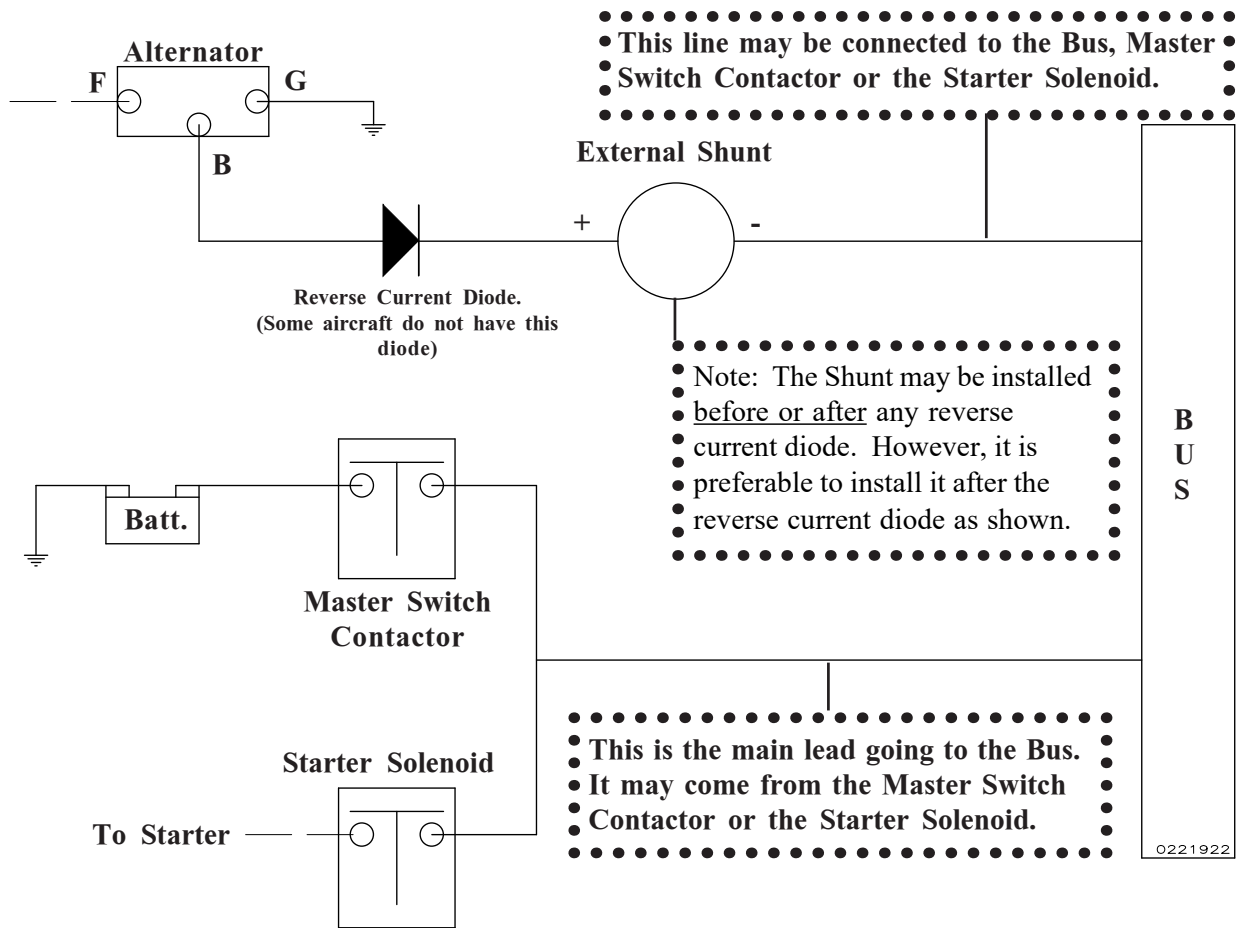 This line may be connected to the Bus, Master
Switch Contactor or the Starter Solenoid.
Alternator
F
G
B
External Shunt
+
-
Reverse Current Diode.
(Some aircraft do not have this
diode)
Note: The Shunt may be installed
before or after any reverse
current diode. However, it is
preferable to install it after the
reverse current diode as shown.
B
U
S
Batt.
Master Switch
Contactor
This is the main lead going to the Bus.
It may come from the Master Switch
Contactor or the Starter Solenoid.
Starter Solenoid
To Starter
0221922